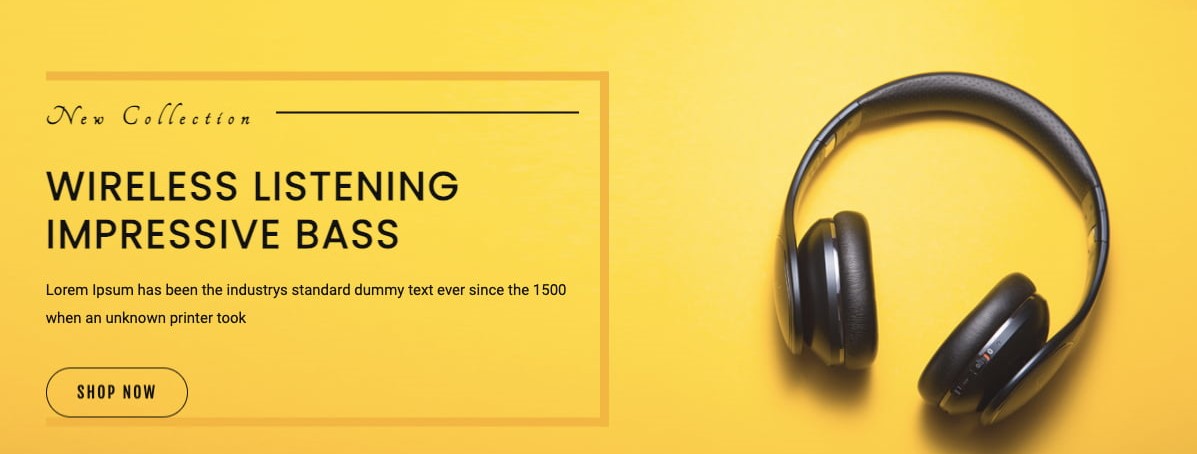 New Collection
WIRELESS LISTENING
IMPRESSIVE BASS
Lorem Ipsum has been the industrys standard dummy text ever since the 1500
when an unknown printer took
SHOP NOW